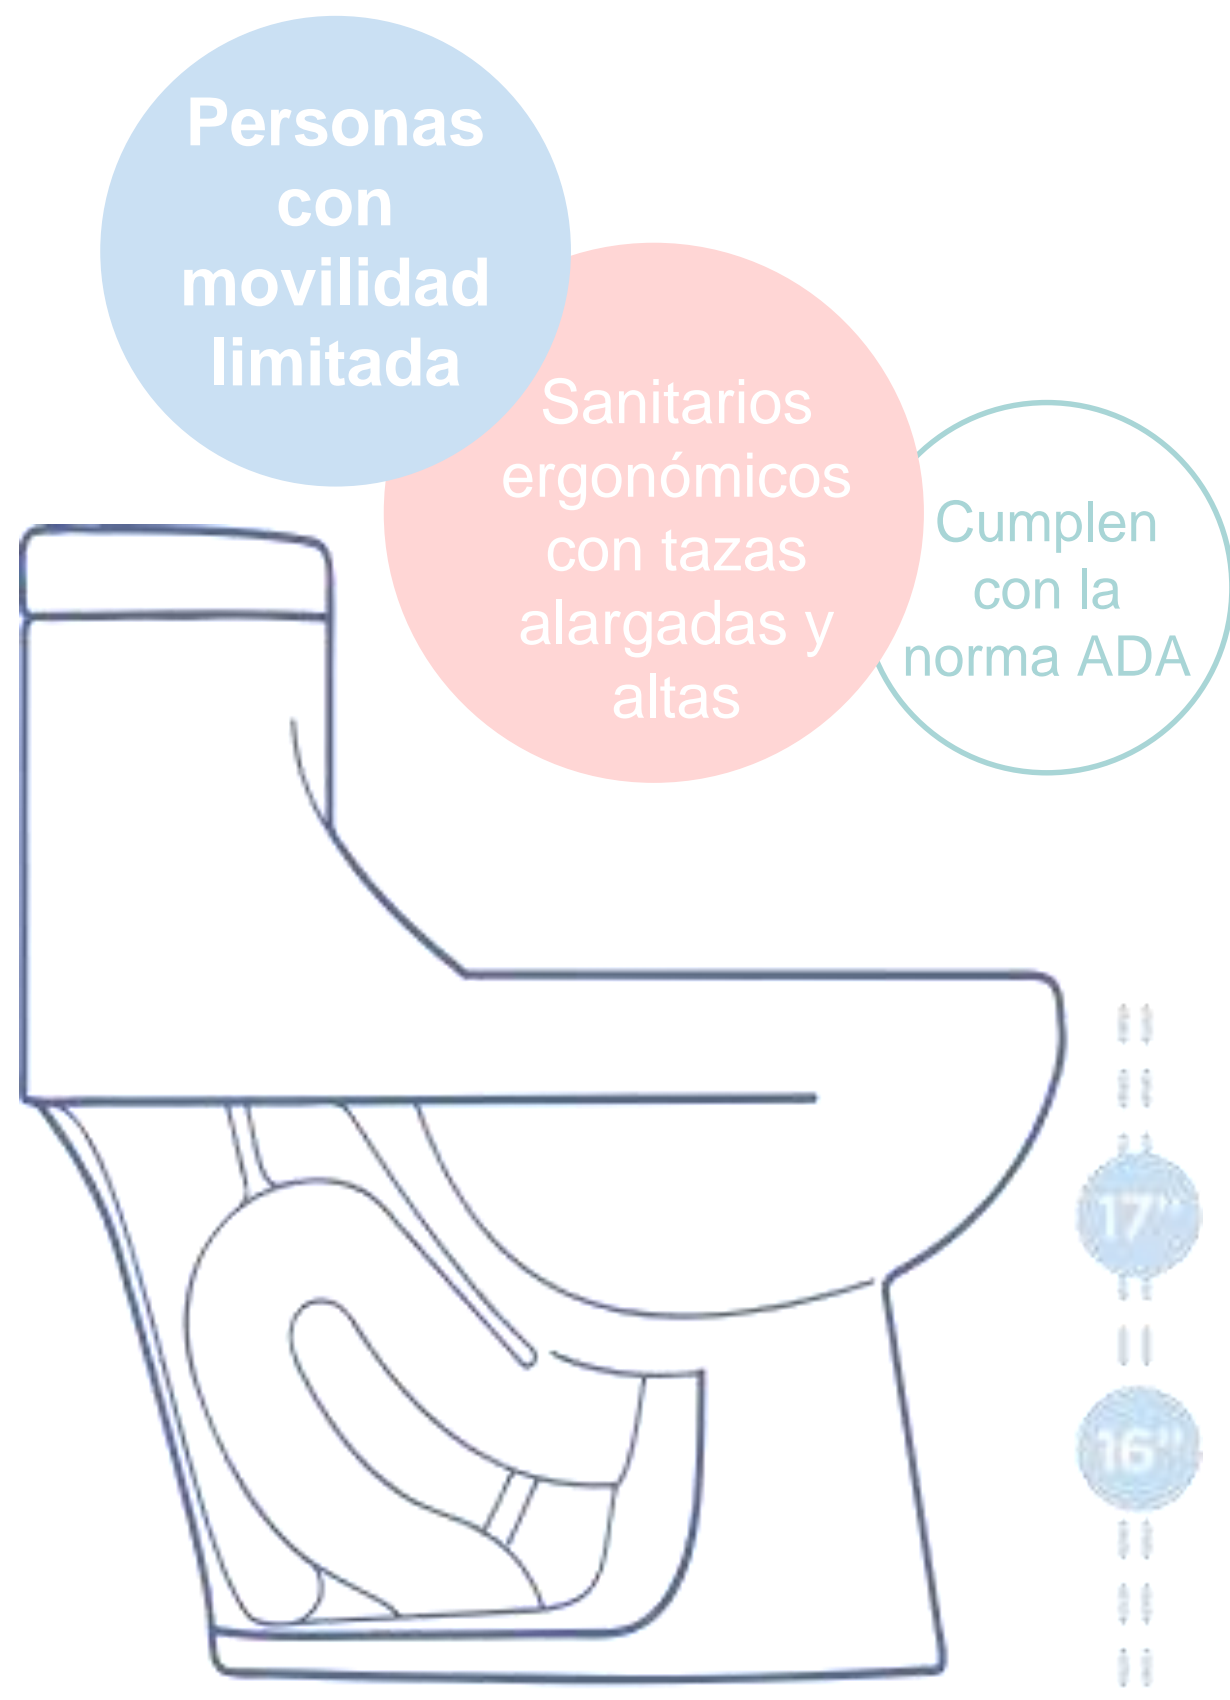 Personas
con
movilidad
limitada
Sanitarios
ergonómicos
con tazas
alargadas y
altas
Cumplen
con la
norma ADA
17"
16"